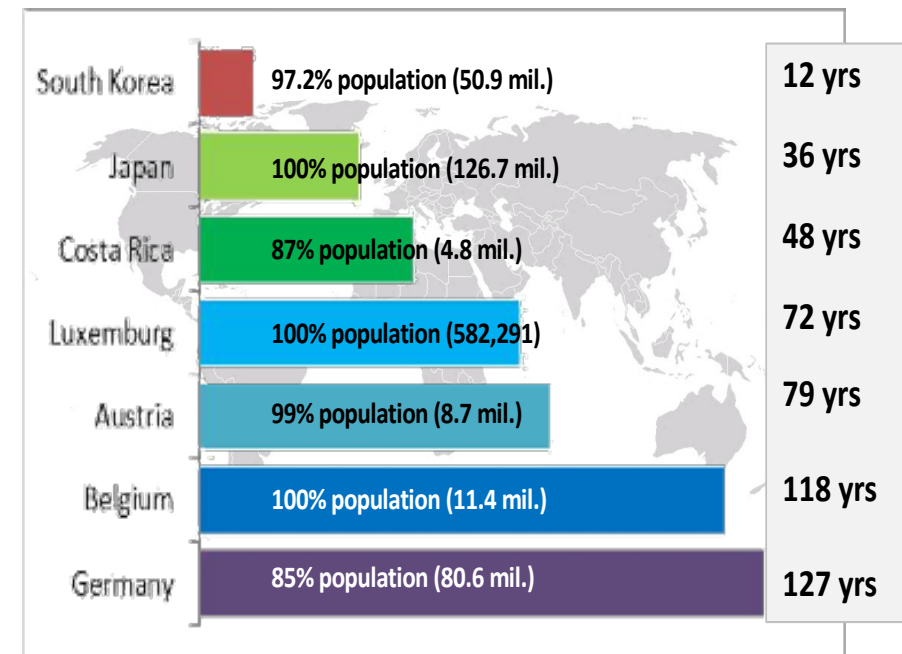 South Korea 97.2% population (50.9 mil.) 12 yrs
Japan 100% population (126.7 mil.) 36 yrs
Costa Rica 87% population (4.8 mil.) 48 yrs
Luxemburg 100% population (582,291) 72 yrs
Austria 99% population (8.7 mil.) 79 yrs
Belgium 100% population (11.4 mil.) 118 yrs
Germany 85% population (80.6 mil.) 127 yrs